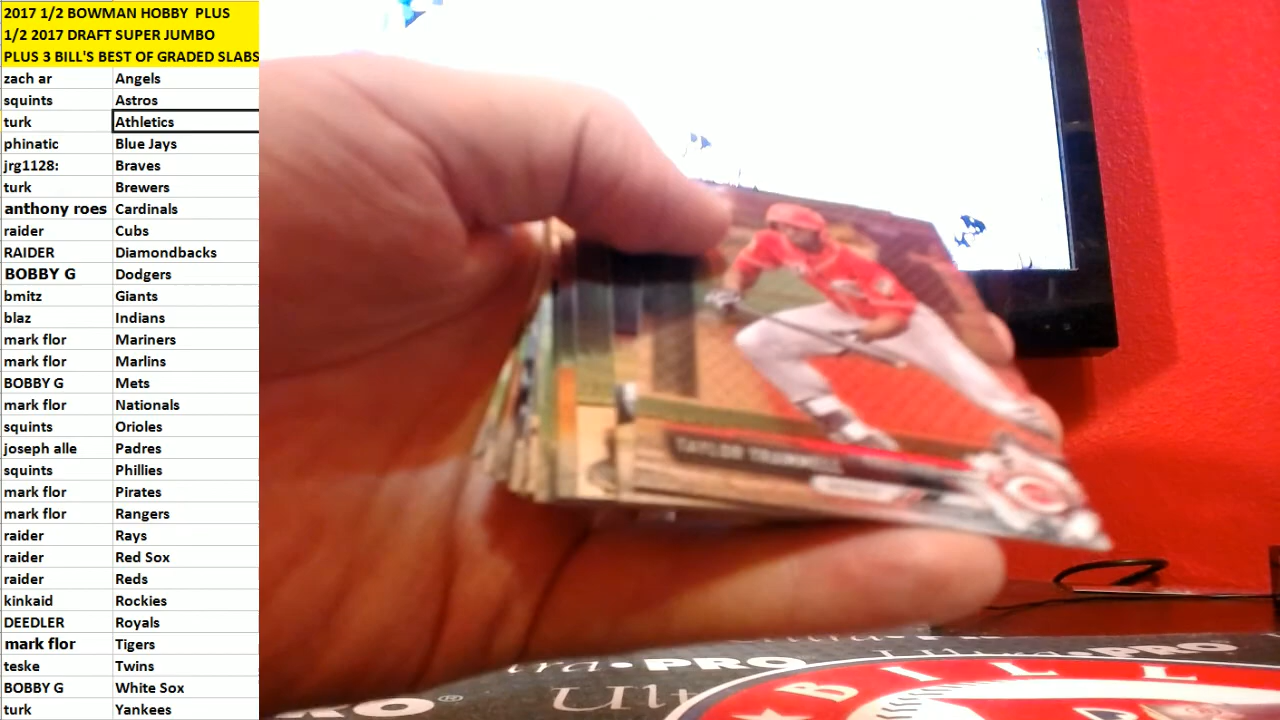 2017 1/2 BOWMAN HOBBY PLUS
1/2 2017 DRAFT SUPER JUMBO
PLUS 3 BILL'S BEST OF GRADED SLABS
zach ar Angels
squints Astros
turk Athletics
phinatic Blue Jays
jrg1128: Braves
turk Brewers
anthony roes Cardinals
raider Cubs
RAIDER Diamondbacks
BOBBY G Dodgers
bmitz Giants
blaz Indians
mark flor Mariners
mark flor Marlins
BOBBY G Mets
mark flor Nationals
squints Orioles
joseph alle Padres
squints Phillies
mark flor Pirates
mark flor Rangers
raider Rays
raider Red Sox
raider Reds
kinkaid Rockies
DEEDLER Royals
mark flor Tigers
teske Twins
BOBBY G White Sox
turk Yankees
TAYLOR TRAMMELL
PRO
Ult
BILL